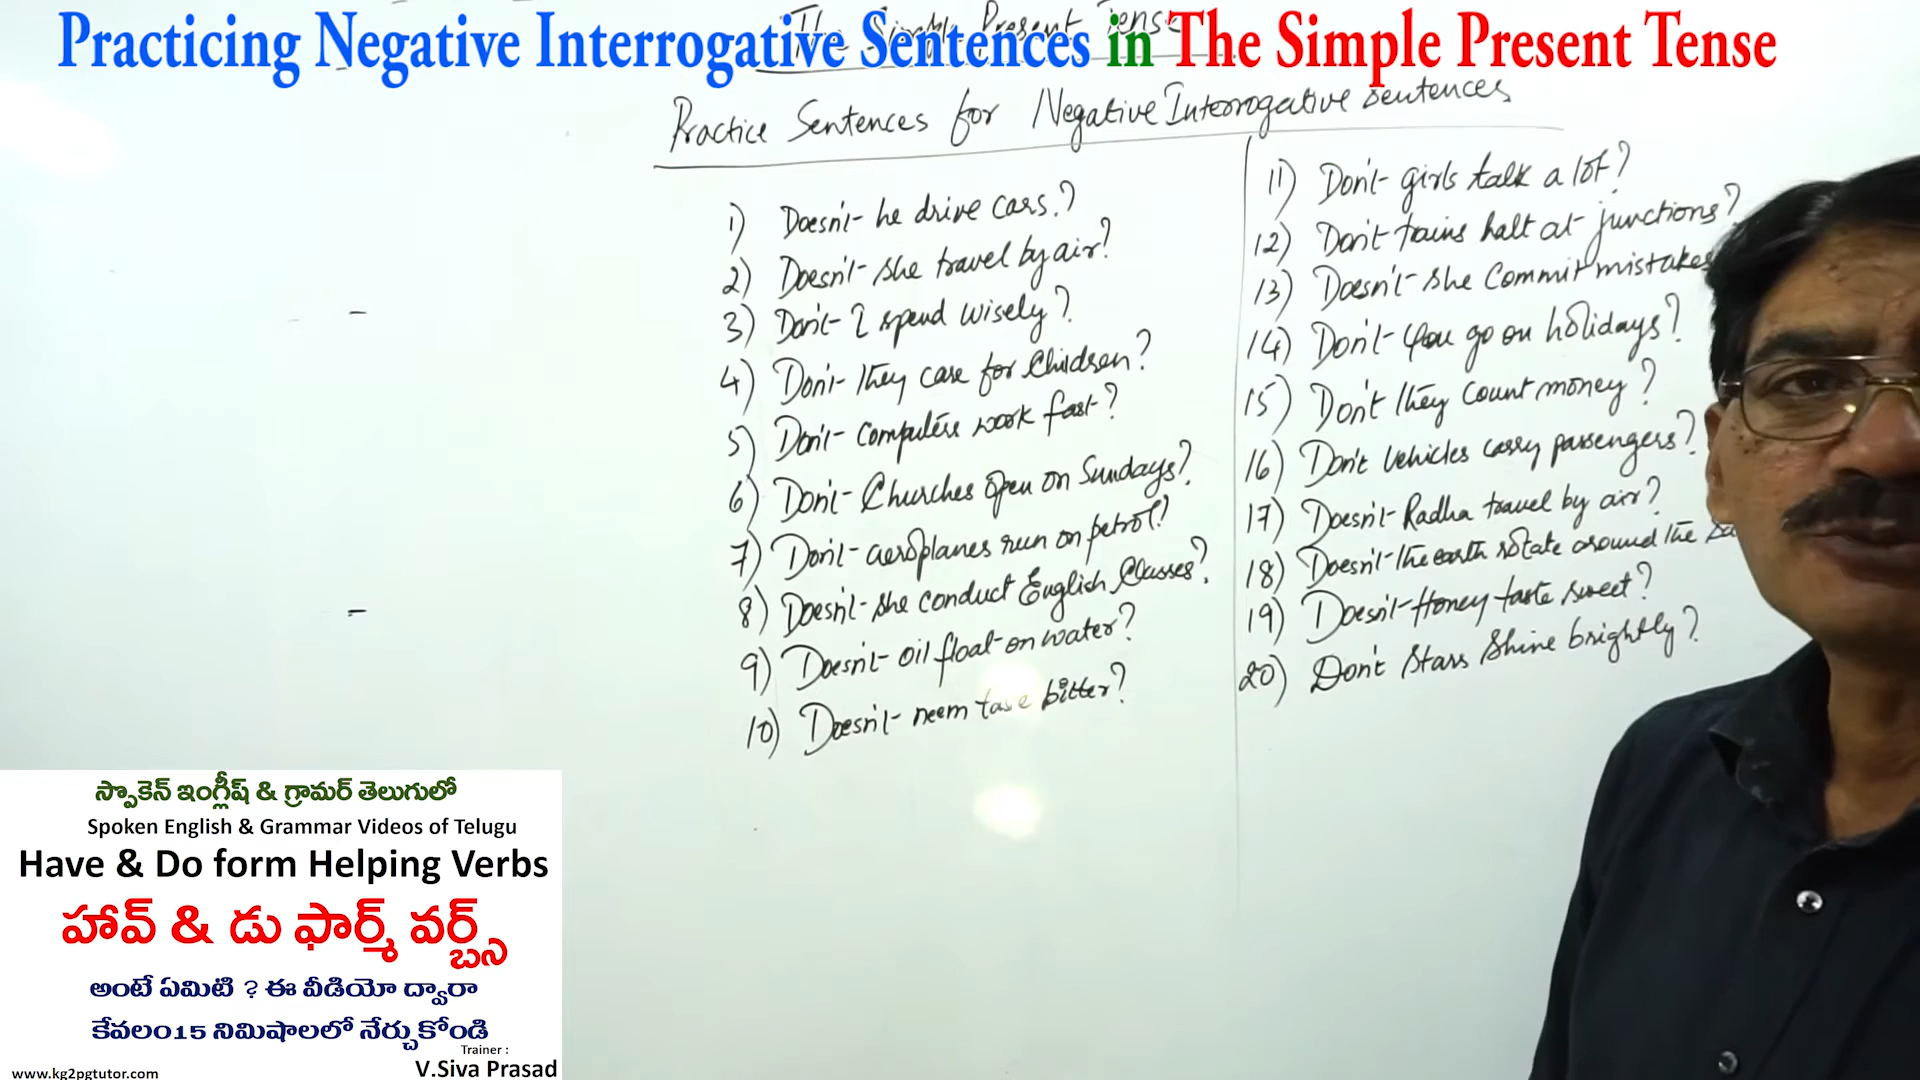 Practicing Negative Interrogative Sentences in The Simple Present Tense
The Simple Present Tense
Practice Sentences for Negative Interrogative Sentences
1) Doesn't he drive cars.?
2) Doesn't she travel by air?
3) Don't I spend wisely?
4) Don't They care for Children?
5) Don't computers work fast?
6) Don't Churches open on Sundays?
7) Don't aeroplanes run on petrol?
8) Doesn't she conduct English Classes?
9) Doesn't oil float on water?
10) Doesn't neem taste bitter?
11) Don't girls talk a lot?
12) Don't trains halt at junctions?
13) Doesn't she commit mistakes
14) Don't you go on holidays?
15) Don't They count money?
16) Don't vehicles carry passengers?
17) Doesn't Radha travel by air?
18) Doesn't The earth rotate around The
19) Doesn't Honey taste sweet?
20) Don't stars shine brightly?
స్పోకెన్ ఇంగ్లీష్ & గ్రామర్ తెలుగులో
Spoken English & Grammar Videos of Telugu
Have & Do form Helping Verbs
హావ్ & డు ఫార్మ్ వర్బ్స్
అంటే ఏమిటి ? ఈ వీడియో ద్వారా
కేవలం15 నిమిషాలలో నేర్చుకోండి
Trainer :
www.kg2pgtutor.com V.Siva Prasad